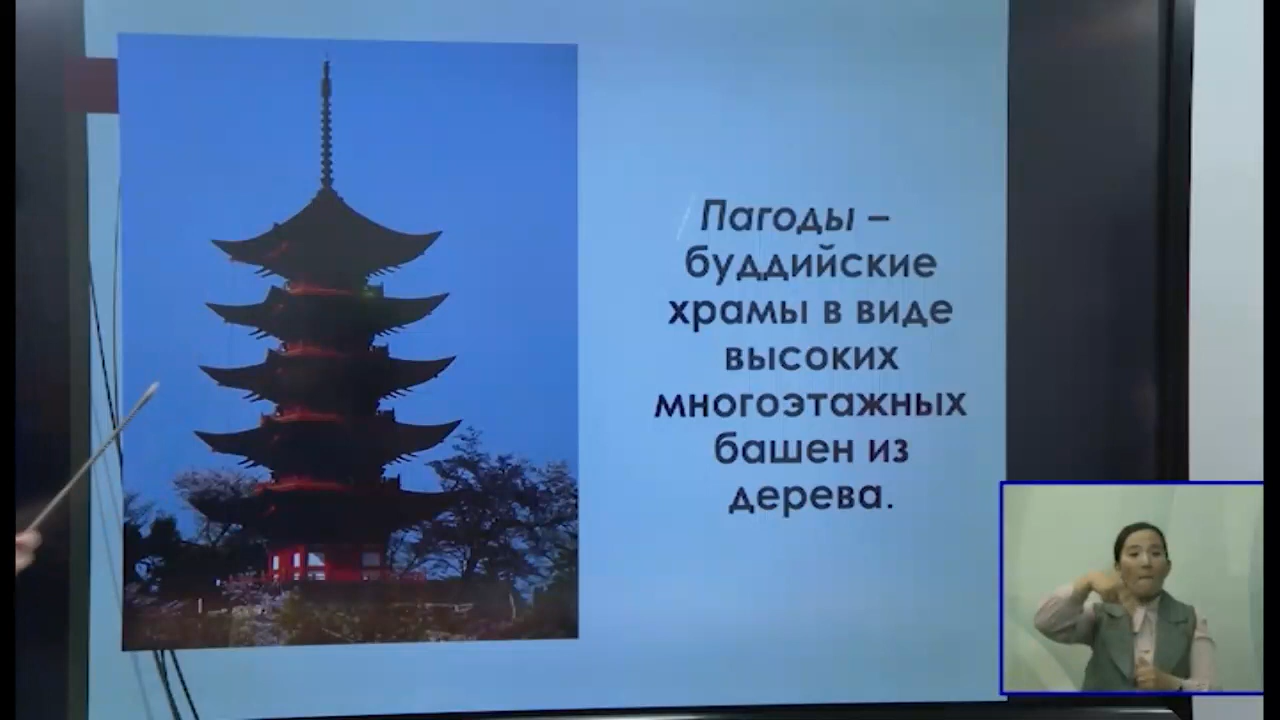 Пагоды –
буддийские
храмы в виде
высоких
многоэтажных
башен из
дерева.